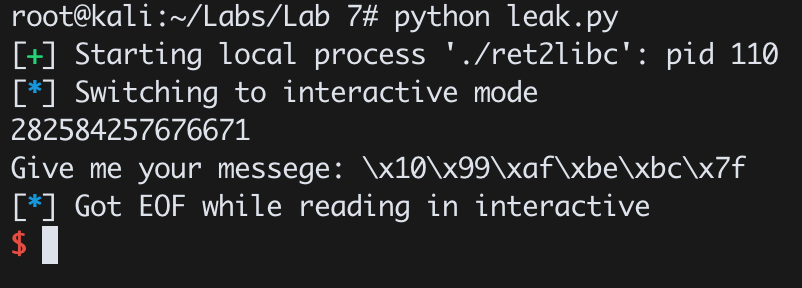 root@kali:~/Labs/Lab 7# python leak.py
[+] Starting local process './ret2libc': pid 110
[*] Switching to interactive mode
282584257676671
Give me your messege: \x10\x99\xaf\xbe\xbc\x7f
[*] Got EOF while reading in interactive
$